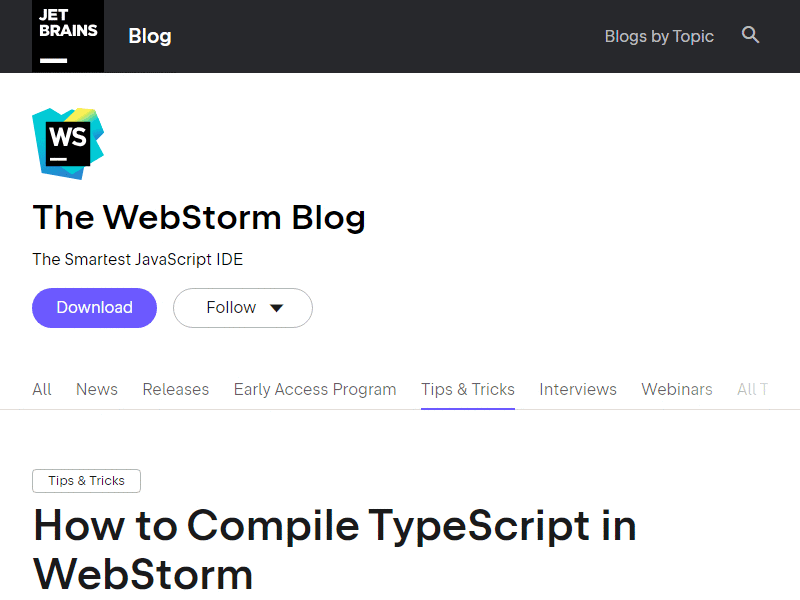 JET
BRAINS
Blog
Blogs by Topic
WS
The WebStorm Blog
The Smartest JavaScript IDE
Download
Follow
All
News
Releases
Early Access Program
Tips & Tricks
Interviews
Webinars
All T
Tips & Tricks
How to Compile TypeScript in
WebStorm